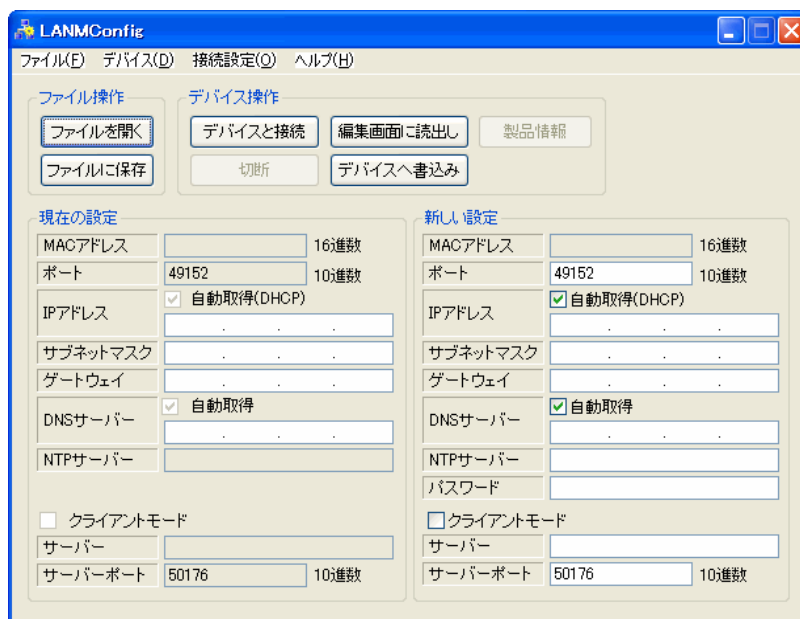 LANMConfig
ファイル(F) デバイス(D) 接続設定(O) ヘルプ(H)
ファイル操作
ファイルを開く
ファイルに保存
デバイス操作
デバイスと接続 編集画面に読出し 製品情報
切断 デバイスへ書込み
現在の設定
MACアドレス 16進数
ポート 49152 10進数
IPアドレス 自動取得(DHCP)
. . .
サブネットマスク . . .
ゲートウェイ . . .
DNSサーバー 自動取得
. . .
NTPサーバー
クライアントモード
サーバー
サーバーポート 50176 10進数
新しい設定
MACアドレス 16進数
ポート 49152 10進数
IPアドレス 自動取得(DHCP)
. . .
サブネットマスク . . .
ゲートウェイ . . .
DNSサーバー 自動取得
. . .
NTPサーバー
パスワード
クライアントモード
サーバー
サーバーポート 50176 10進数